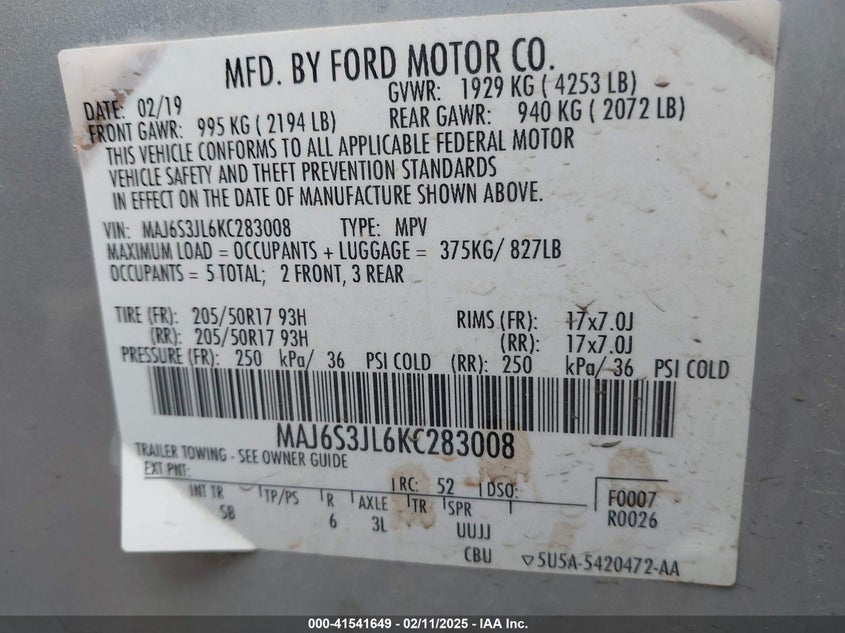 MFD. BY FORD MOTOR CO.
DATE: 02/19 GVWR: 1929 KG ( 4253 LB)
FRONT GAWR: 995 KG ( 2194 LB) REAR GAWR: 940 KG ( 2072 LB)
THIS VEHICLE CONFORMS TO ALL APPLICABLE FEDERAL MOTOR
VEHICLE SAFETY AND THEFT PREVENTION STANDARDS
IN EFFECT ON THE DATE OF MANUFACTURE SHOWN ABOVE.
VIN: MAJ6S3JL6KC283008 TYPE: MPV
MAXIMUM LOAD = OCCUPANTS + LUGGAGE = 375KG/ 827LB
OCCUPANTS = 5 TOTAL; 2 FRONT, 3 REAR
TIRE (FR): 205/50R17 93H RIMS (FR): 17x7.0J
(RR): 205/50R17 93H (RR): 17x7.0J
PRESSURE (FR): 250 kPa/ 36 PSI COLD (RR): 250 kPa/ 36 PSI COLD
MAJ6S3JL6KC283008
TRAILER TOWING - SEE OWNER GUIDE
EXT PNT: RC: 52 DSO:
INT TR TP/PS R AXLE TR SPR F0007
SB 6 3L UUJJ R0026
CBU 5U5A-5420472-AA
000-41541649 - 02/11/2025 - IAA Inc.